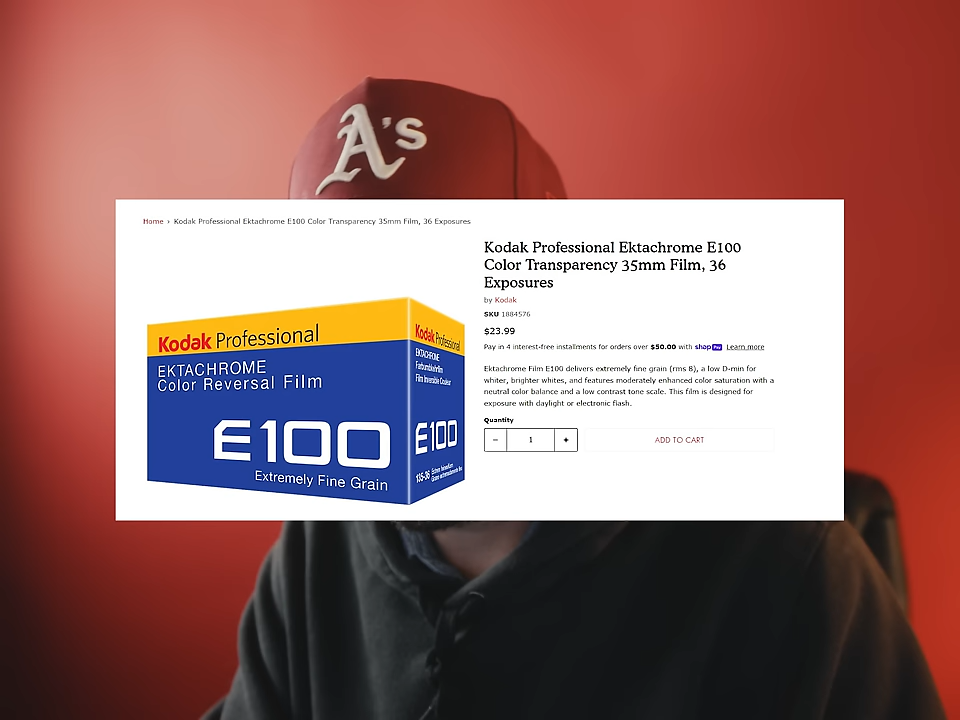 A's
Home › Kodak Professional Ektachrome E100 Color Transparency 35mm Film, 36 Exposures
Kodak Professional Ektachrome E100
Color Transparency 35mm Film, 36
Exposures
by Kodak
SKU 1884576
$23.99
Pay in 4 interest-free installments for orders over $50.00 with shop Pay Learn more
Ektachrome Film E100 delivers extremely fine grain (rms 8), a low D-min for
whiter, brighter whites, and features moderately enhanced color saturation with a
neutral color balance and a low contrast tone scale. This film is designed for
exposure with daylight or electronic flash.
Quantity
− 1 +
ADD TO CART
Kodak Professional
EKTACHROME
Color Reversal Film
E100
Extremely Fine Grain
Kodak Professional
EKTACHROME
Farbumkehrfilm
Film Inversible Couleur
E100
135-36